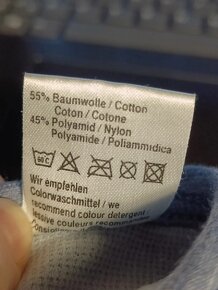 55% Baumwolle / Cotton
Coton / Cotone
45% Polyamid / Nylon
Polyamide / Poliammidica
60°C
Wir empfehlen
Colorwaschmittel / we
recommend colour detergent
lessive couleurs recommandée